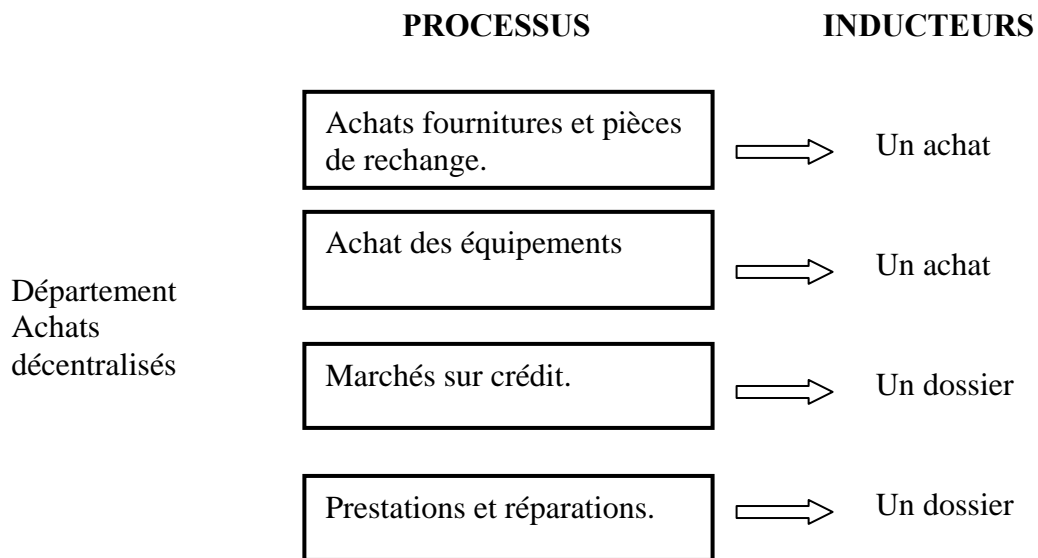 PROCESSUS INDUCTEURS
Achats fournitures et pièces
de rechange.
Un achat
Achat des équipements
Un achat
Département
Achats
décentralisés
Marchés sur crédit.
Un dossier
Prestations et réparations.
Un dossier